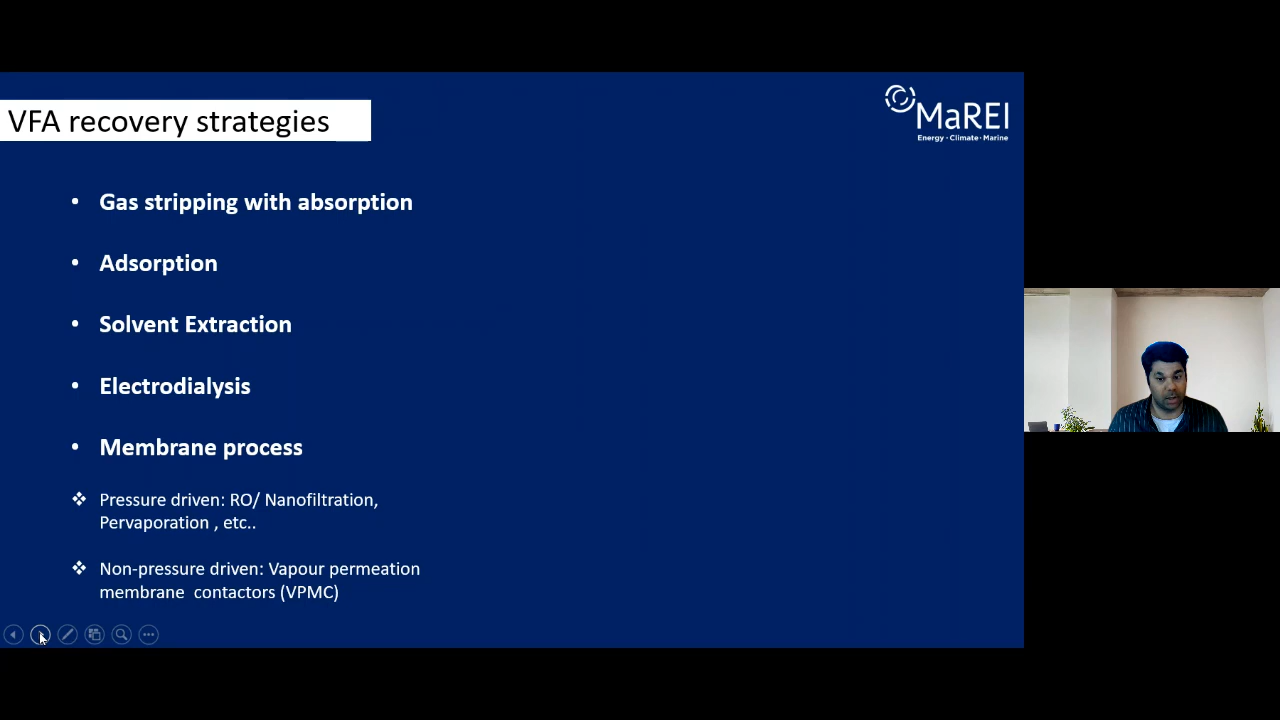 VFA recovery strategies
MaREI
Energy · Climate · Marine
• Gas stripping with absorption
• Adsorption
• Solvent Extraction
• Electrodialysis
• Membrane process
❖ Pressure driven: RO/ Nanofiltration,
Pervaporation , etc..
❖ Non-pressure driven: Vapour permeation
membrane contactors (VPMC)